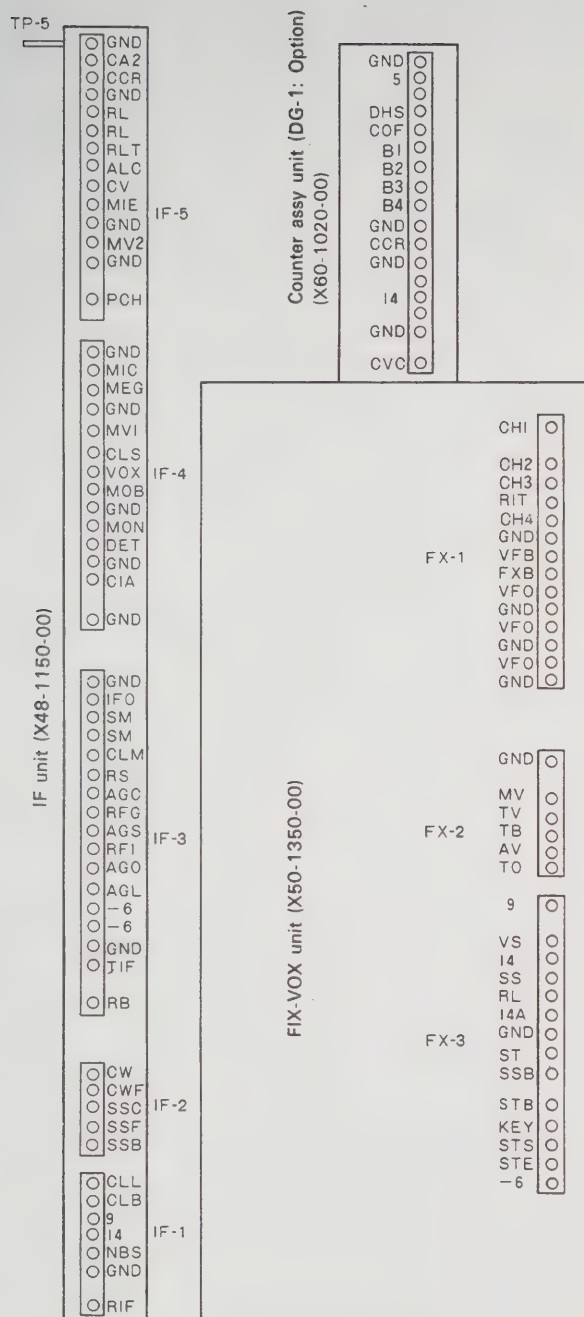 TP-5
GND
CA2
CCR
GND
RL
RL
RLT
ALC
CV
MIE
GND
MV2
GND
PCH
IF-5
GND
MIC
MEG
GND
MV1
CLS
VOX
MOB
GND
MON
DET
GND
CIA
GND
IF-4
IF unit (X48-1150-00)
GND
IFO
SM
SM
CLM
RS
AGC
RFG
AGS
RF1
AGO
AGL
-6
-6
GND
TIF
RB
IF-3
CW
CWF
SSC
SSF
SSB
IF-2
CLL
CLB
9
14
NBS
GND
RIF
IF-1
Counter assy unit (DG-1: Option)
(X60-1020-00)
GND
5
DHS
COF
B1
B2
B3
B4
GND
CCR
GND
14
GND
CVC
FIX-VOX unit (X50-1350-00)
FX-1
CH1
CH2
CH3
RIT
CH4
GND
VFB
FXB
VFO
GND
VFO
GND
VFO
GND
FX-2
GND
MV
TV
TB
AV
TO
FX-3
9
VS
14
SS
RL
14A
GND
ST
SSB
STB
KEY
STS
STE
-6